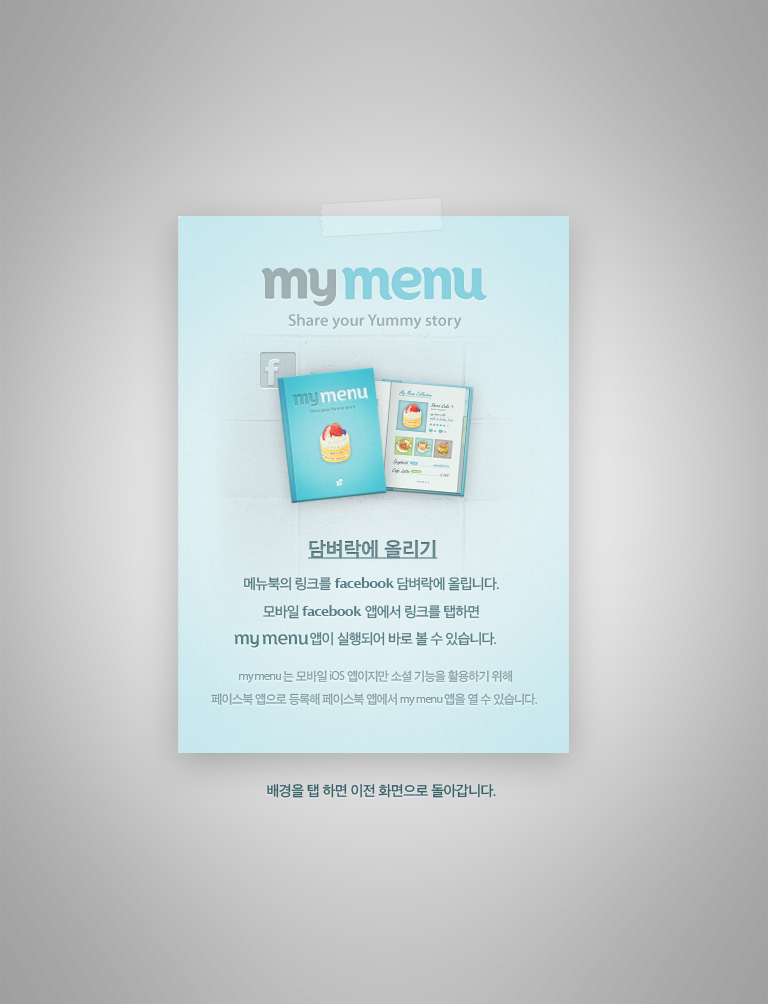 my menu
Share your Yummy story
f
my menu
Share your Yummy story
My Menu Collection
담벼락에 올리기
메뉴북의 링크를 facebook 담벼락에 올립니다.
모바일 facebook 앱에서 링크를 탭하면
my menu 앱이 실행되어 바로 볼 수 있습니다.
my menu 는 모바일 iOS 앱이지만 소셜 기능을 활용하기 위해
페이스북 앱으로 등록해 페이스북 앱에서 my menu 앱을 열 수 있습니다.
배경을 탭 하면 이전 화면으로 돌아갑니다.